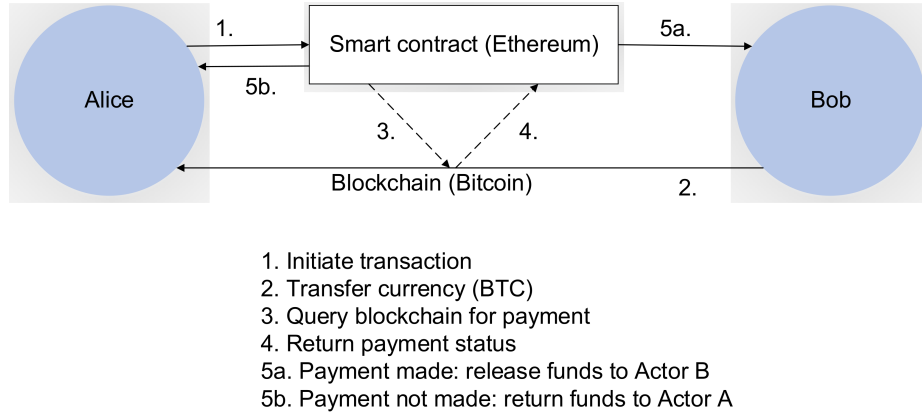 1.
Smart contract (Ethereum)
5a.
5b.
Alice
Bob
3.
4.
Blockchain (Bitcoin)
2.
1. Initiate transaction
2. Transfer currency (BTC)
3. Query blockchain for payment
4. Return payment status
5a. Payment made: release funds to Actor B
5b. Payment not made: return funds to Actor A